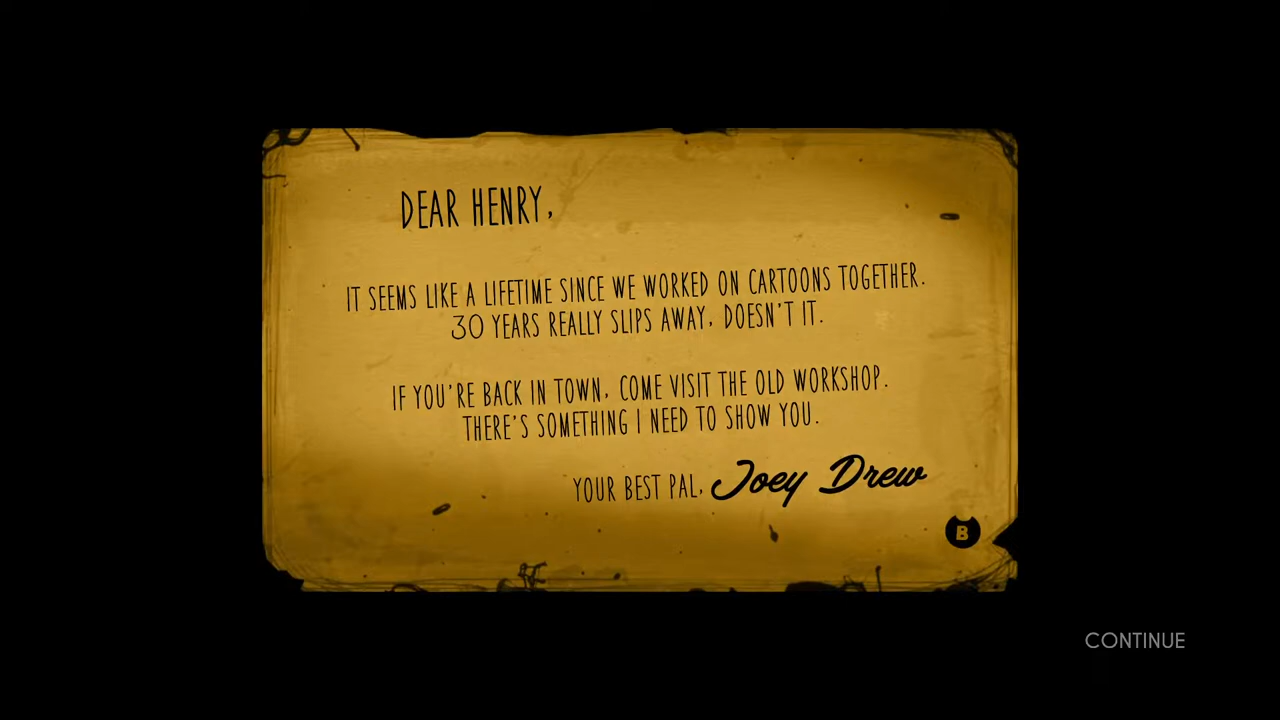 DEAR HENRY,
IT SEEMS LIKE A LIFETIME SINCE WE WORKED ON CARTOONS TOGETHER.
30 YEARS REALLY SLIPS AWAY, DOESN'T IT.
IF YOU'RE BACK IN TOWN, COME VISIT THE OLD WORKSHOP.
THERE'S SOMETHING I NEED TO SHOW YOU.
YOUR BEST PAL, Joey Drew
B
CONTINUE